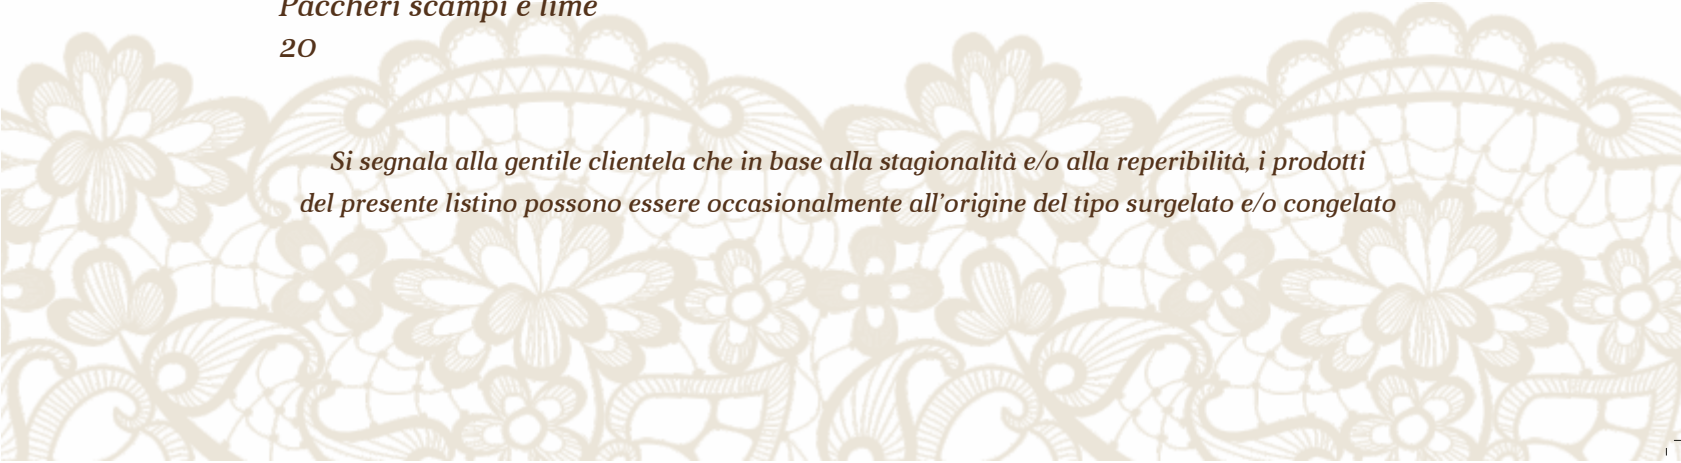 Paccheri scampi e lime
20
Si segnala alla gentile clientela che in base alla stagionalità e/o alla reperibilità, i prodotti
del presente listino possono essere occasionalmente all’origine del tipo surgelato e/o congelato